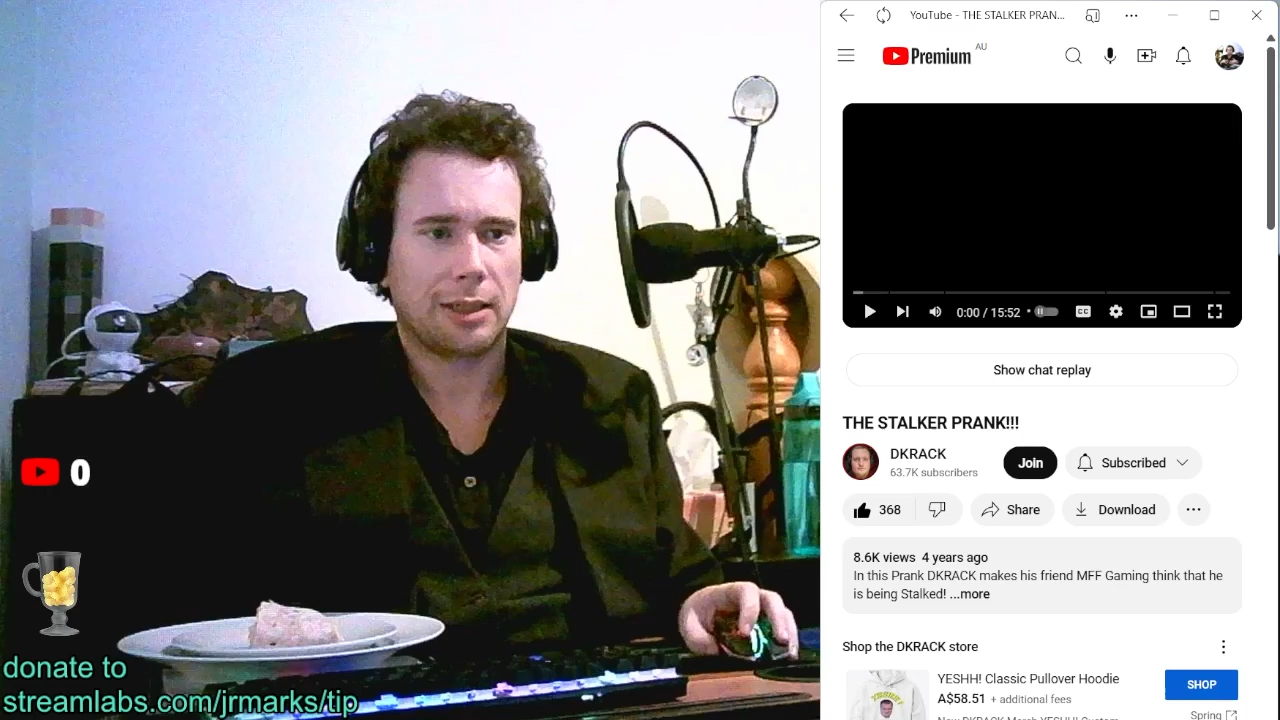 YouTube - THE STALKER PRAN...
Premium
AU
0:00 / 15:52
CC
Show chat replay
THE STALKER PRANK!!!
DKRACK
63.7K subscribers
Join
Subscribed
368
Share
Download
8.6K views 4 years ago
In this Prank DKRACK makes his friend MFF Gaming think that he
is being Stalked! ...more
Shop the DKRACK store
YESHH! Classic Pullover Hoodie
A$58.51 + additional fees
SHOP
Spring
0
donate to
streamlabs.com/jrmarks/tip